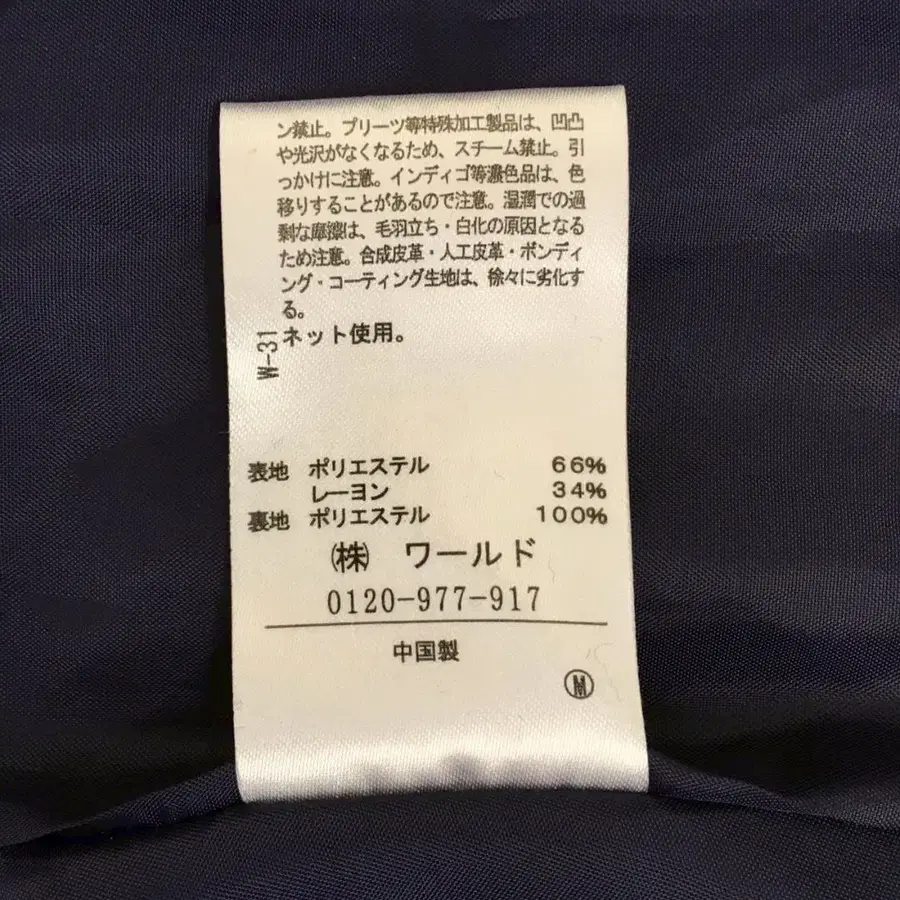 ン禁止。プリーツ等特殊加工製品は、凹凸
や光沢がなくなるため、スチーム禁止。引
っかけに注意。インディゴ等濃色品は、色
移りすることがあるので注意。湿潤での過
剰な摩擦は、毛羽立ち・白化の原因となる
ため注意。合成皮革・人工皮革・ボンディ
ング・コーティング生地は、徐々に劣化す
る。
ネット使用。
W-31
表地 ポリエステル 66%
レーヨン 34%
裏地 ポリエステル 100%
㈱ ワールド
0120-977-917
中国製
Ⓜ